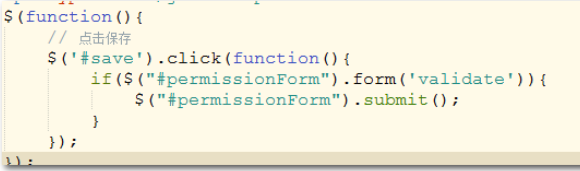 $(function(){
// 点击保存
$('#save').click(function(){
if($("#permissionForm").form('validate')){
$("#permissionForm").submit();
}
});
});